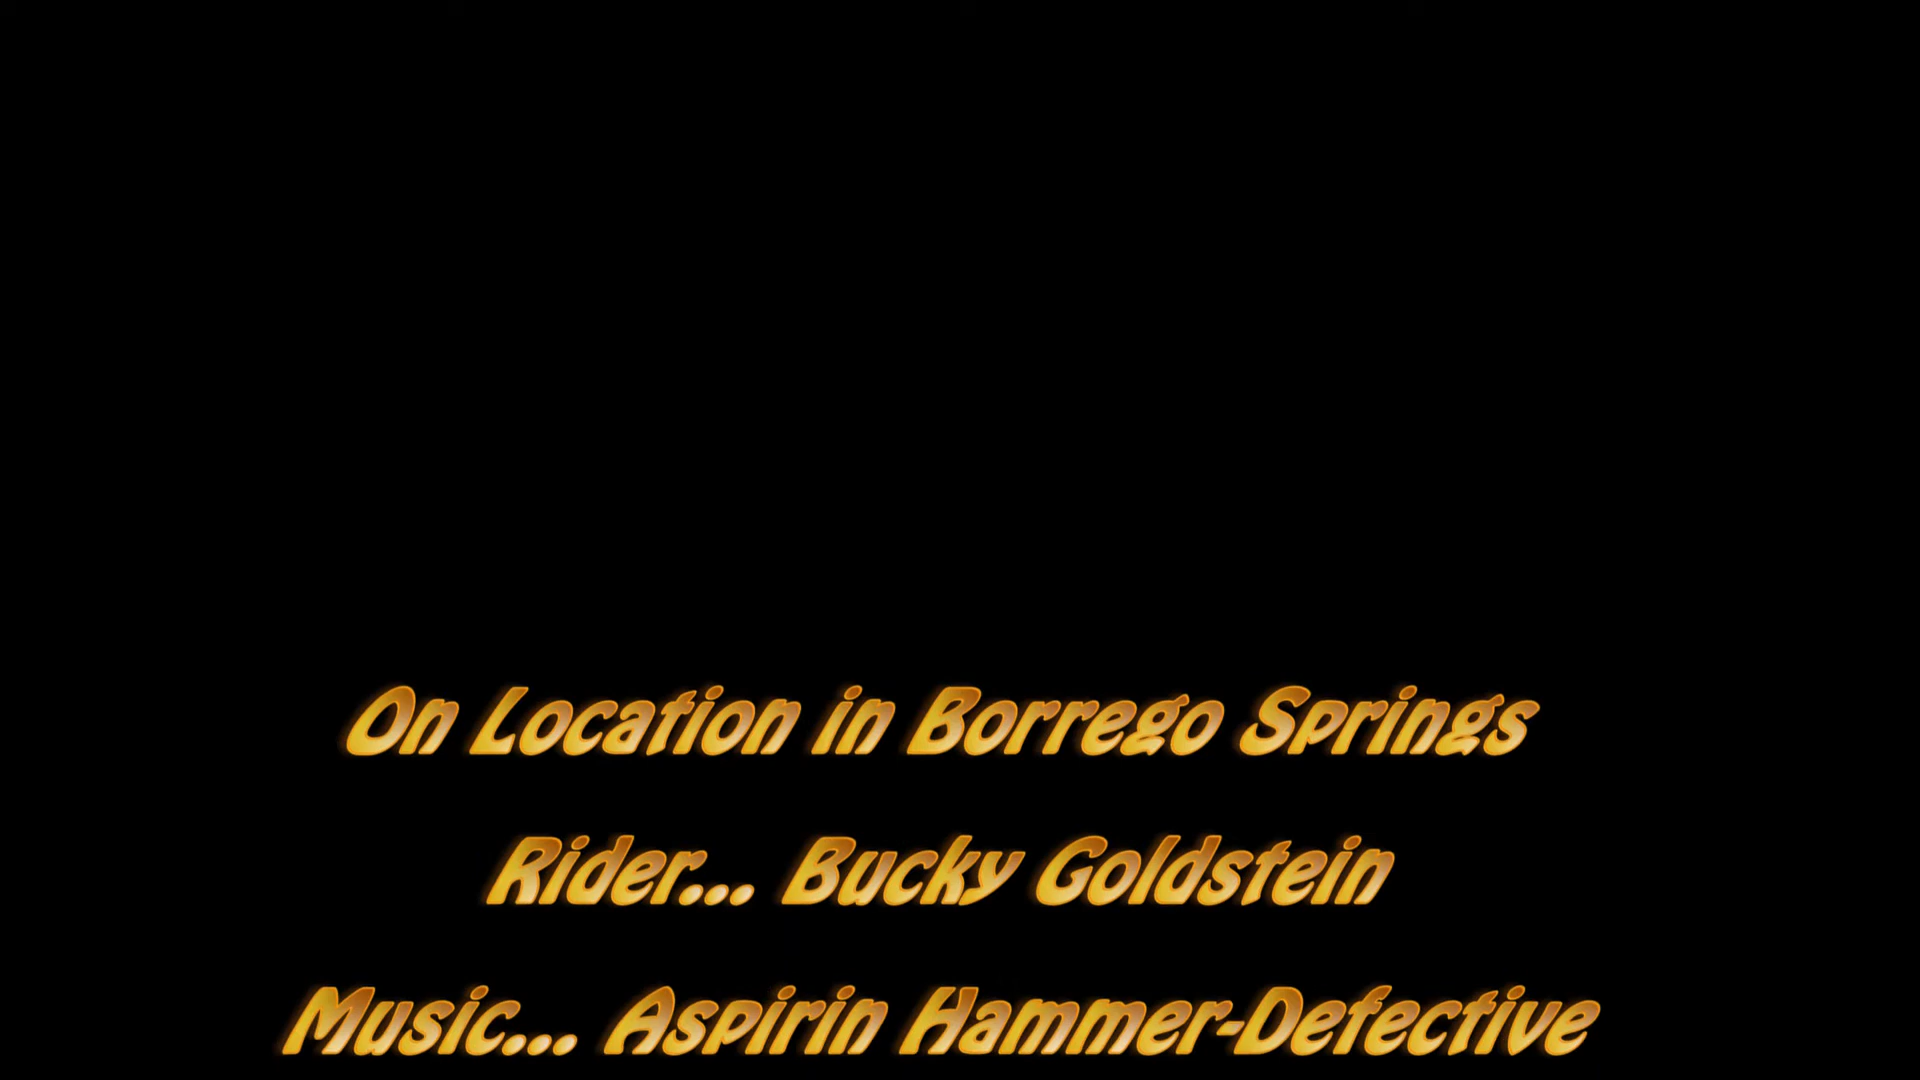 On Location in Borrego Springs
Rider... Bucky Goldstein
Music... Aspirin Hammer-Defective